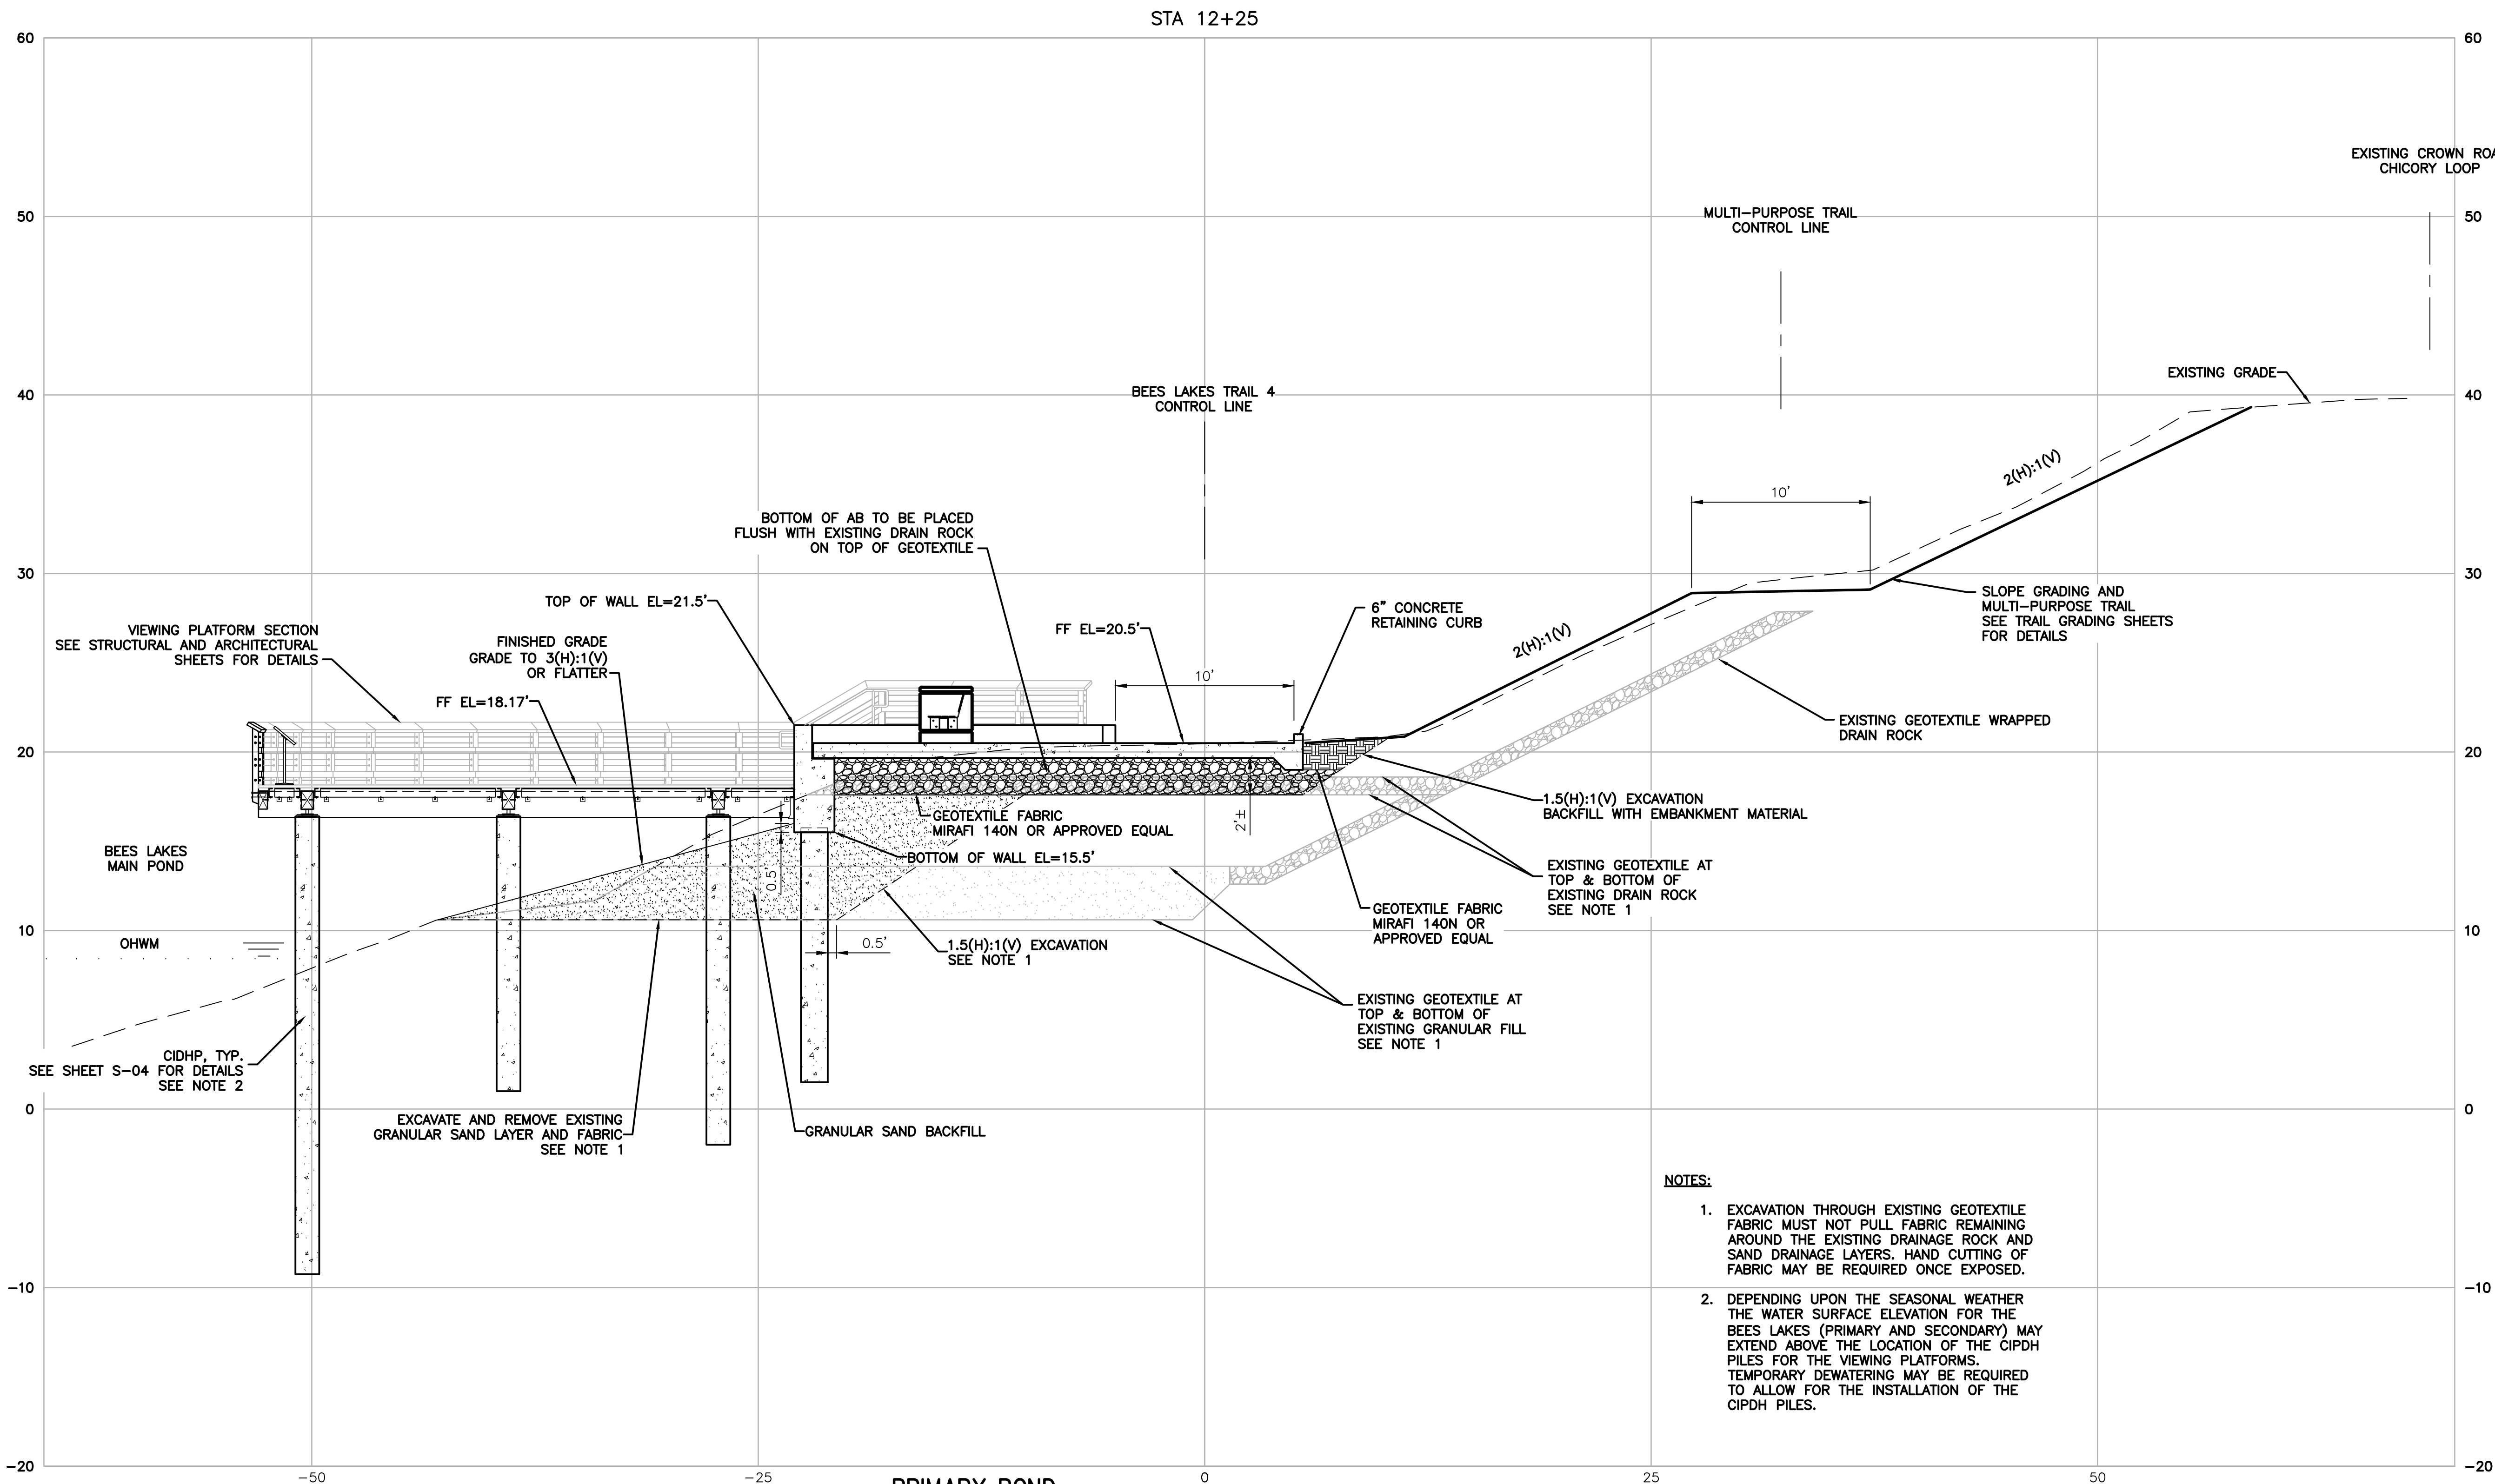 STA 12+25
60
60
EXISTING CROWN ROA
CHICORY LOOP
50
50
MULTI-PURPOSE TRAIL
CONTROL LINE
EXISTING GRADE
40
40
BEES LAKES TRAIL 4
CONTROL LINE
2(H):1(V)
10'
BOTTOM OF AB TO BE PLACED
FLUSH WITH EXISTING DRAIN ROCK
ON TOP OF GEOTEXTILE
30
30
TOP OF WALL EL=21.5'
6" CONCRETE
RETAINING CURB
SLOPE GRADING AND
MULTI-PURPOSE TRAIL
SEE TRAIL GRADING SHEETS
FOR DETAILS
VIEWING PLATFORM SECTION
SEE STRUCTURAL AND ARCHITECTURAL
SHEETS FOR DETAILS
FINISHED GRADE
GRADE TO 3(H):1(V)
OR FLATTER
FF EL=20.5'
2(H):1(V)
10'
FF EL=18.17'
EXISTING GEOTEXTILE WRAPPED
DRAIN ROCK
20
20
1.5(H):1(V) EXCAVATION
BACKFILL WITH EMBANKMENT MATERIAL
GEOTEXTILE FABRIC
MIRAFI 140N OR APPROVED EQUAL
2'±
BEES LAKES
MAIN POND
BOTTOM OF WALL EL=15.5'
0.5'
EXISTING GEOTEXTILE AT
TOP & BOTTOM OF
EXISTING DRAIN ROCK
SEE NOTE 1
GEOTEXTILE FABRIC
MIRAFI 140N OR
APPROVED EQUAL
10
10
OHWM
0.5'
1.5(H):1(V) EXCAVATION
SEE NOTE 1
EXISTING GEOTEXTILE AT
TOP & BOTTOM OF
EXISTING GRANULAR FILL
SEE NOTE 1
CIDHP, TYP.
SEE SHEET S-04 FOR DETAILS
SEE NOTE 2
0
0
EXCAVATE AND REMOVE EXISTING
GRANULAR SAND LAYER AND FABRIC
SEE NOTE 1
GRANULAR SAND BACKFILL
NOTES:
1. EXCAVATION THROUGH EXISTING GEOTEXTILE
FABRIC MUST NOT PULL FABRIC REMAINING
AROUND THE EXISTING DRAINAGE ROCK AND
SAND DRAINAGE LAYERS. HAND CUTTING OF
FABRIC MAY BE REQUIRED ONCE EXPOSED.
-10
-10
2. DEPENDING UPON THE SEASONAL WEATHER
THE WATER SURFACE ELEVATION FOR THE
BEES LAKES (PRIMARY AND SECONDARY) MAY
EXTEND ABOVE THE LOCATION OF THE CIPDH
PILES FOR THE VIEWING PLATFORMS.
TEMPORARY DEWATERING MAY BE REQUIRED
TO ALLOW FOR THE INSTALLATION OF THE
CIPDH PILES.
-20
-20
-50
-25
0
25
50
PRIMARY POND